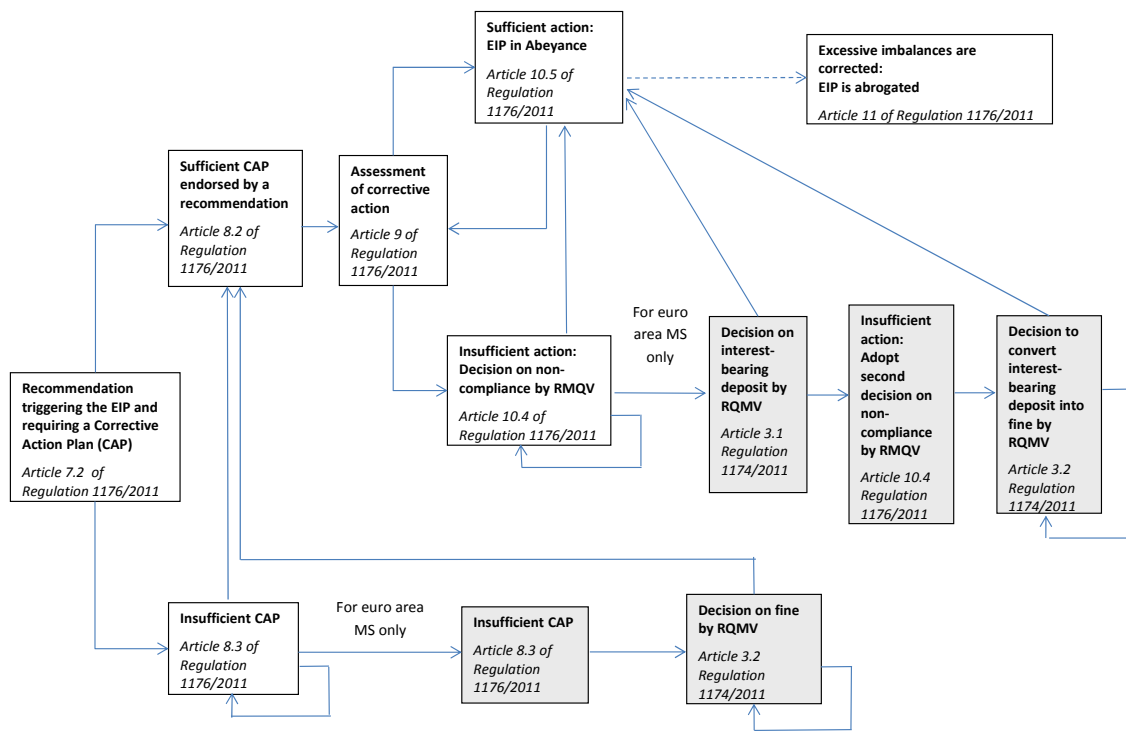 Sufficient action:
EIP in Abeyance
Article 10.5 of
Regulation
1176/2011
Excessive imbalances are
corrected:
EIP is abrogated
Article 11 of Regulation 1176/2011
Sufficient CAP
endorsed by a
recommendation
Article 8.2 of
Regulation
1176/2011
Assessment
of corrective
action
Article 9 of
Regulation
1176/2011
Recommendation
triggering the EIP and
requiring a Corrective
Action Plan (CAP)
Article 7.2 of
Regulation 1176/2011
Insufficient action:
Decision on non-
compliance by RMQV
Article 10.4 of
Regulation 1176/2011
For euro
area MS
only
Decision on
interest-
bearing
deposit by
RQMV
Article 3.1
Regulation
1174/2011
Insufficient
action:
Adopt
second
decision on
non-
compliance
by RMQV
Article 10.4
Regulation
1176/2011
Decision to
convert
interest-
bearing
deposit into
fine by
RQMV
Article 3.2
Regulation
1174/2011
Insufficient CAP
Article 8.3 of
Regulation
1176/2011
For euro area
MS only
Insufficient CAP
Article 8.3 of
Regulation
1176/2011
Decision on fine
by RQMV
Article 3.2
Regulation
1174/2011